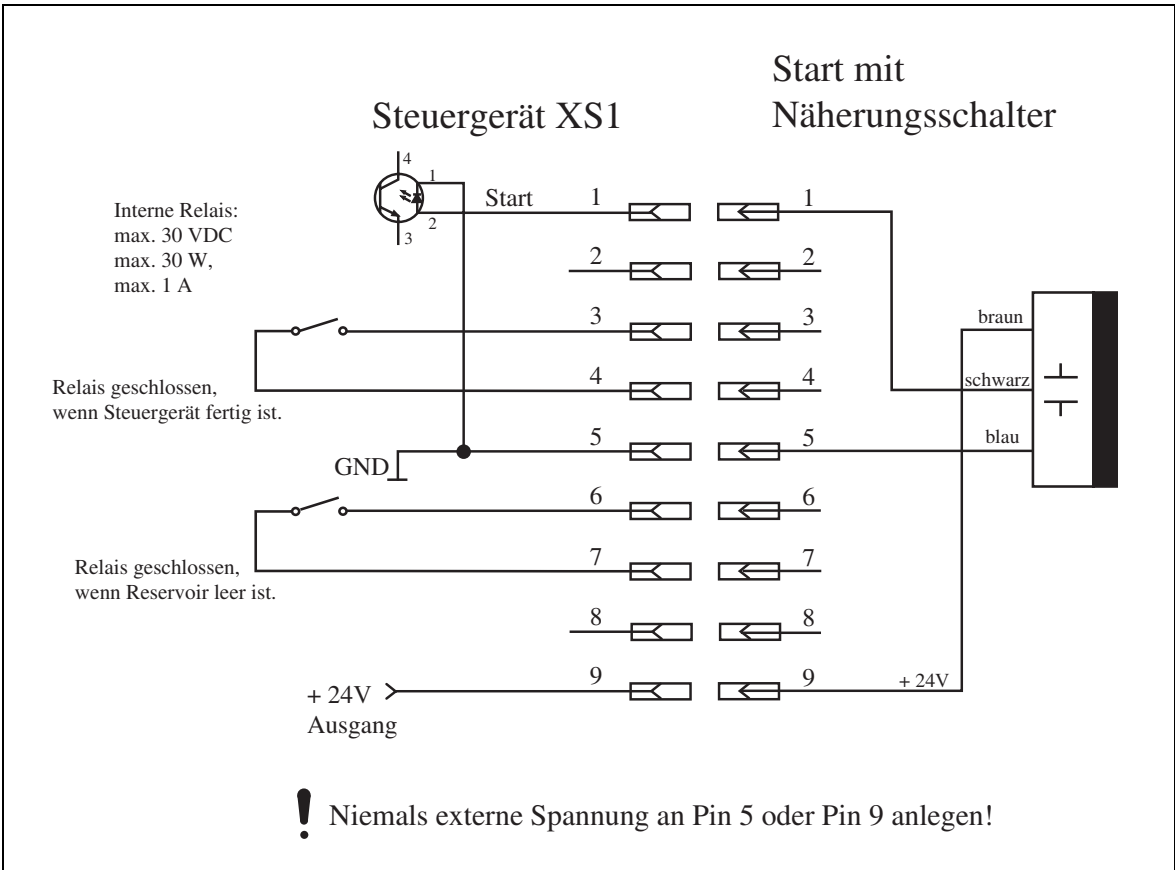 Start mit
Näherungsschalter
Steuergerät XS1
4
1
2
3
Start
Interne Relais:
max. 30 VDC
max. 30 W,
max. 1 A
1
1
2
2
3
3
4
4
5
5
6
6
7
7
8
8
9
9
braun
schwarz
blau
Relais geschlossen,
wenn Steuergerät fertig ist.
GND
Relais geschlossen,
wenn Reservoir leer ist.
+ 24V
+ 24V
Ausgang
! Niemals externe Spannung an Pin 5 oder Pin 9 anlegen!